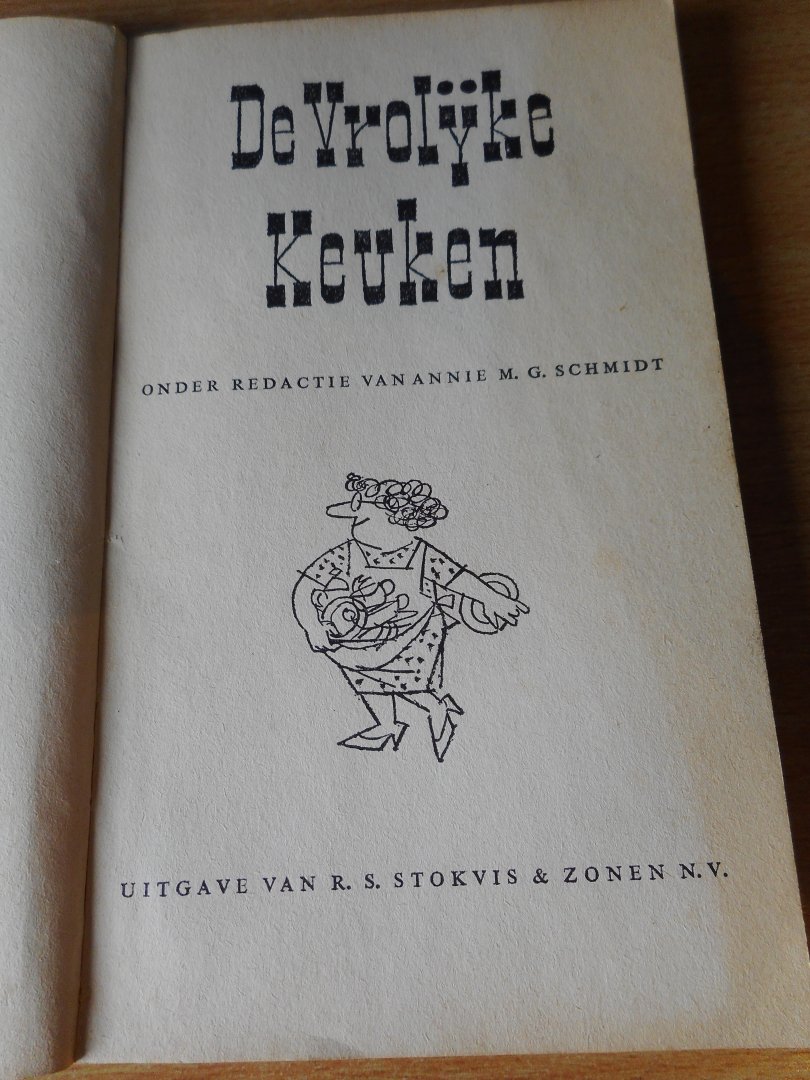 De Vrolijke
Keuken
ONDER REDACTIE VAN ANNIE M. G. SCHMIDT
UITGAVE VAN R. S. STOKVIS & ZONEN N.V.